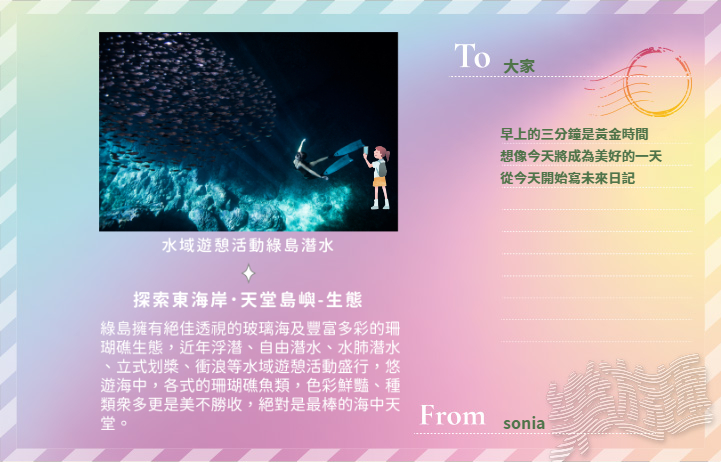 水域遊憩活動綠島潛水
探索東海岸·天堂島嶼-生態
綠島擁有絕佳透視的玻璃海及豐富多彩的珊
瑚礁生態，近年浮潛、自由潛水、水肺潛水
、立式划槳、衝浪等水域遊憩活動盛行，悠
遊海中，各式的珊瑚礁魚類，色彩鮮豔、種
類眾多更是美不勝收，絕對是最棒的海中天
堂。
To 大家
早上的三分鐘是黃金時間
想像今天將成為美好的一天
從今天開始寫未來日記
From sonia